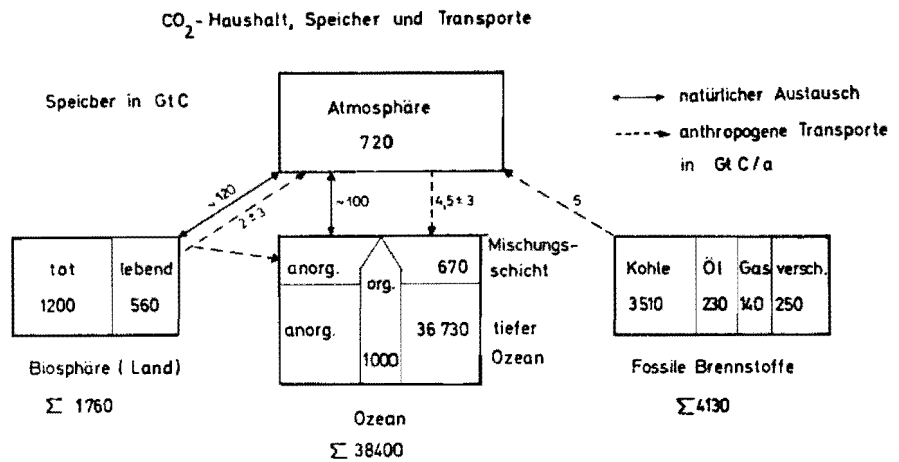 CO₂-Haushalt, Speicher und Transporte
Speicber in GtC
Atmosphäre
720
natürlicher Austausch
anthropogene Transporte
in GtC/a
~120
2 ± 3
~100
4,5 ± 3
5
tot
1200
lebend
560
Biosphäre (Land)
Σ 1760
anorg.
org.
670
anorg.
1000
36 730
Mischungs-
schicht
tiefer
Ozean
Ozean
Σ 38400
Kohle
3510
Öl
230
Gas
140
versch.
250
Fossile Brennstoffe
Σ4130